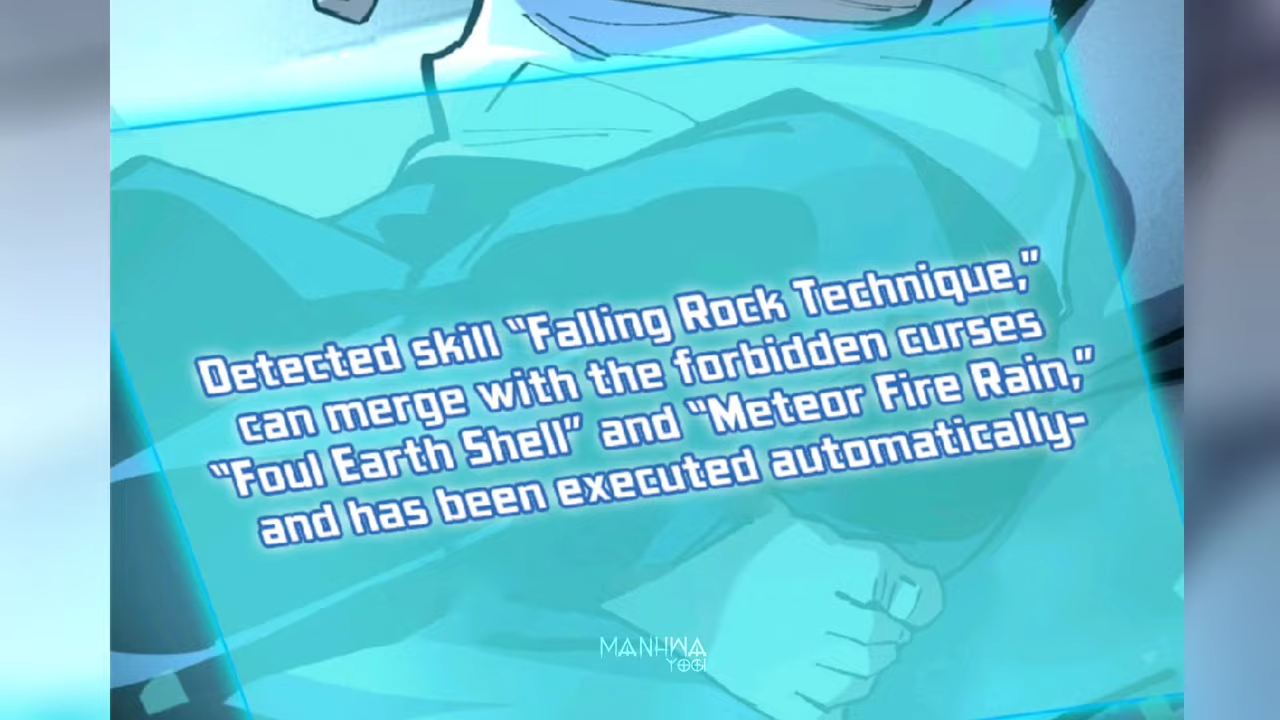 Detected skill “Falling Rock Technique,”
can merge with the forbidden curses
“Foul Earth Shell” and “Meteor Fire Rain,”
and has been executed automatically-
MANHWA
YOGI